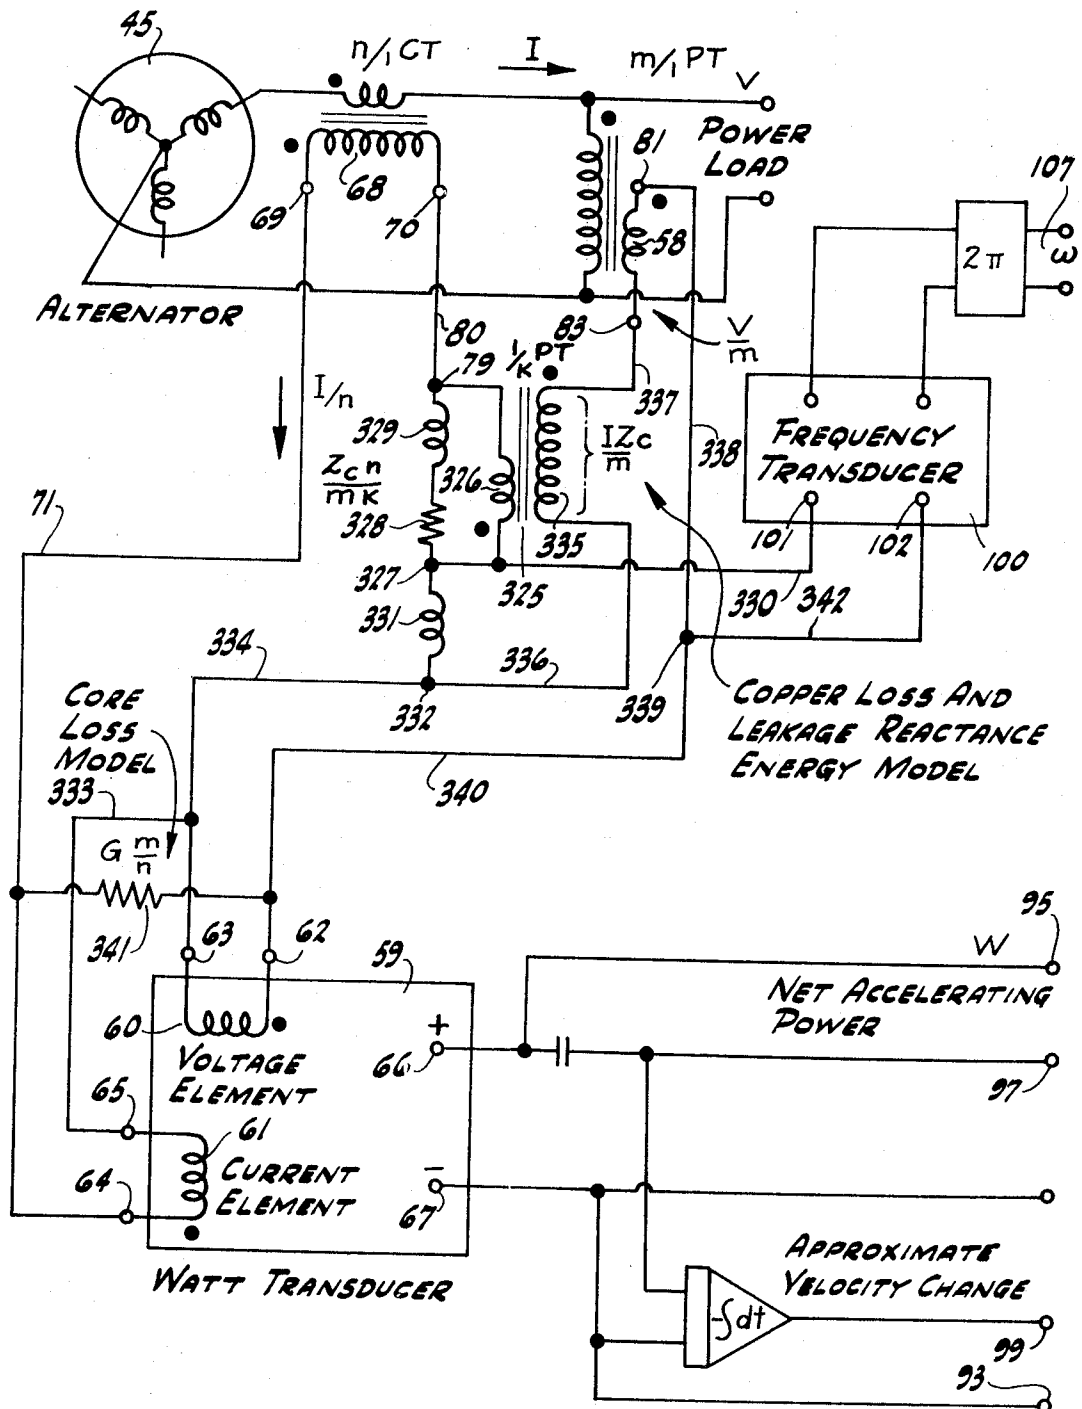 45
n/1 CT
I
m/1 PT
V
POWER
LOAD
81
107
68
69
70
58
2π
ω
ALTERNATOR
80
83
V/m
79
1/K PT
I/n
337
329
IZc/m
338
FREQUENCY
TRANSDUCER
Zc n/m K
326
328
335
101
102
100
71
327
325
330
342
331
334
336
332
339
CORE
LOSS
MODEL
COPPER LOSS AND
LEAKAGE REACTANCE
ENERGY MODEL
333
340
G m/n
341
63
62
59
95
W
NET ACCELERATING
POWER
60
+
66
VOLTAGE
ELEMENT
97
65
61
CURRENT
ELEMENT
64
−
67
APPROXIMATE
VELOCITY CHANGE
WATT TRANSDUCER
-∫dt
99
93